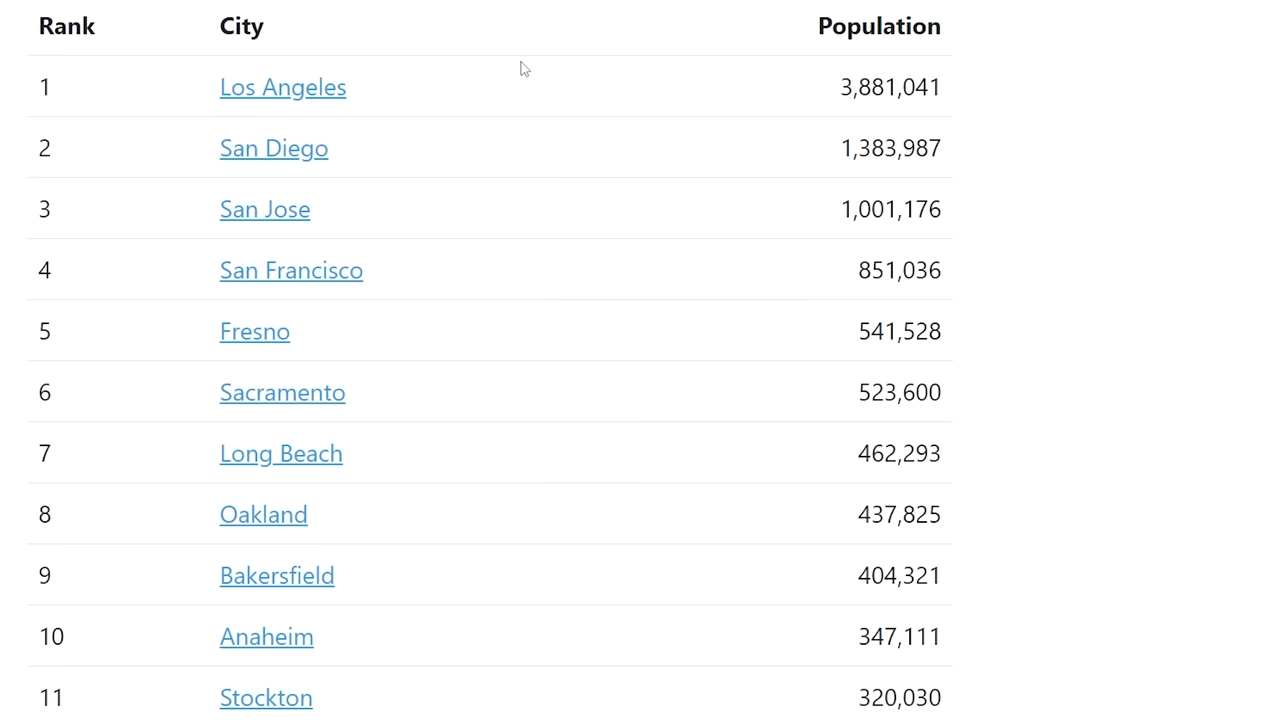 Rank City Population
1 Los Angeles 3,881,041
2 San Diego 1,383,987
3 San Jose 1,001,176
4 San Francisco 851,036
5 Fresno 541,528
6 Sacramento 523,600
7 Long Beach 462,293
8 Oakland 437,825
9 Bakersfield 404,321
10 Anaheim 347,111
11 Stockton 320,030